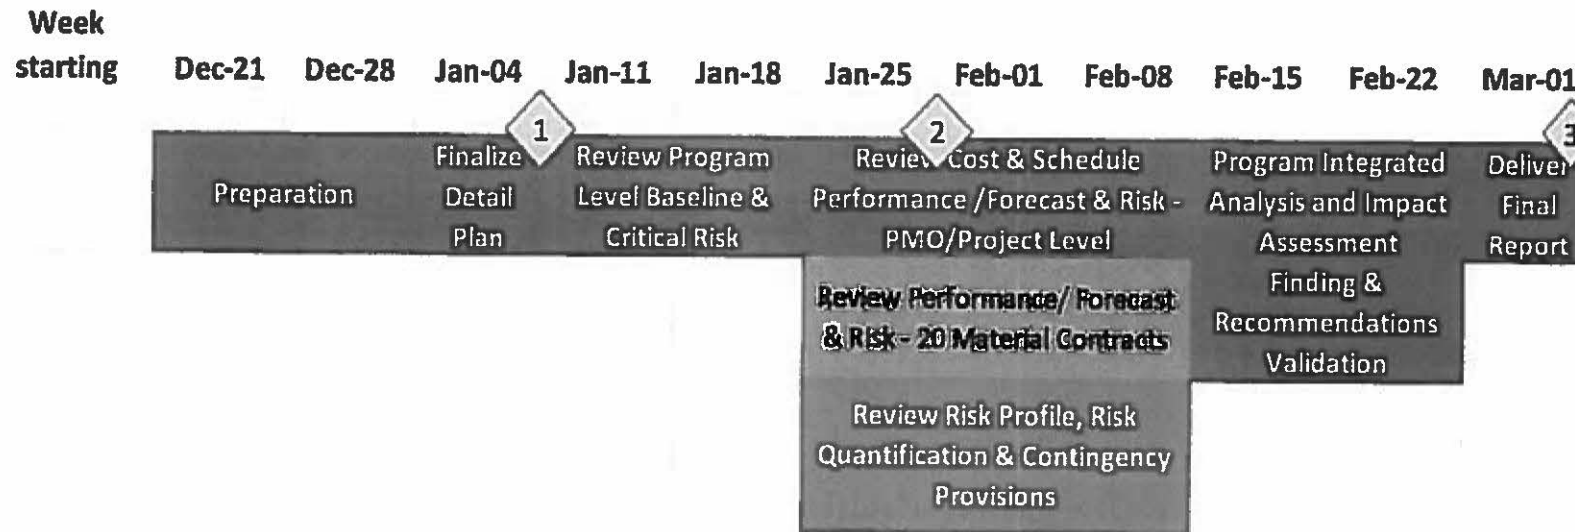 Week
starting
Dec-21 Dec-28 Jan-04 Jan-11 Jan-18 Jan-25 Feb-01 Feb-08 Feb-15 Feb-22 Mar-01
1
2
3
Preparation
Finalize
Detail
Plan
Review Program
Level Baseline &
Critical Risk
Review Cost & Schedule
Performance /Forecast & Risk -
PMO/Project Level
Program Integrated
Analysis and Impact
Assessment
Finding &
Recommendations
Validation
Deliver
Final
Report
Review Performance/ Forecast
& Risk - 20 Material Contracts
Review Risk Profile, Risk
Quantification & Contingency
Provisions